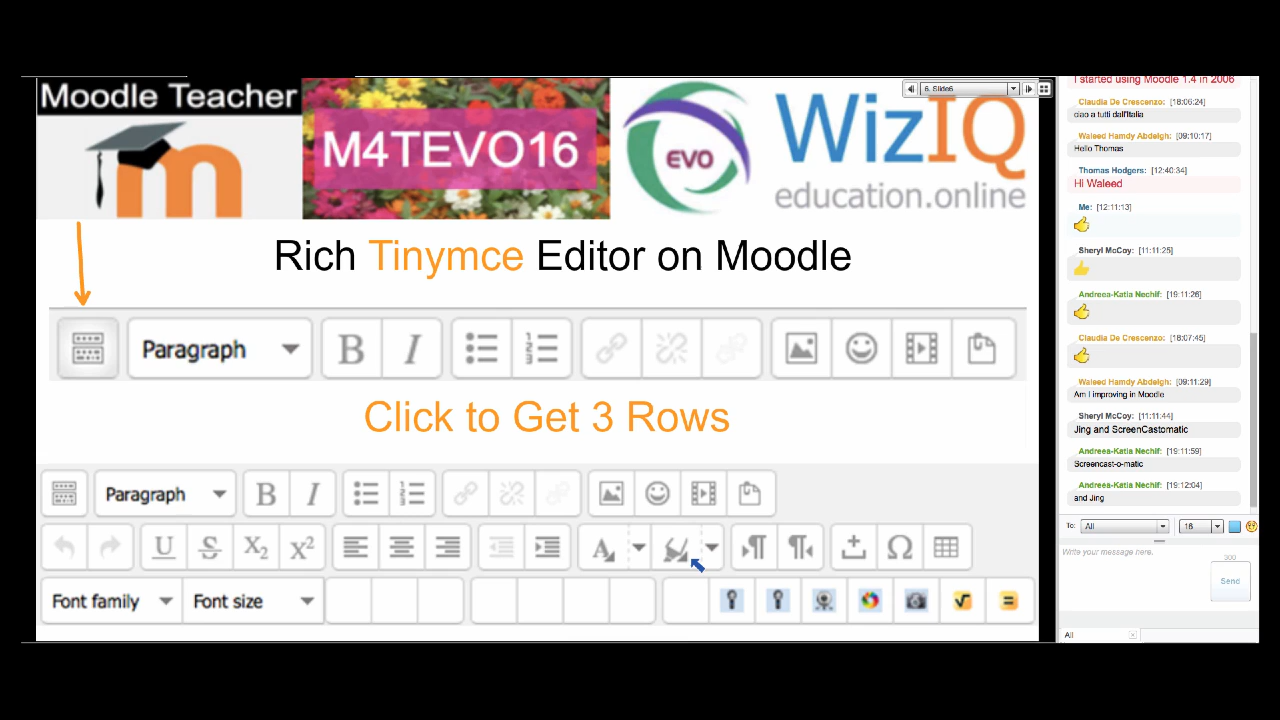 Moodle Teacher
M4TEVO16
EVO
WizIQ
education.online
6. Slide6
Rich Tinymce Editor on Moodle
Paragraph
B I
Click to Get 3 Rows
Paragraph
B I
U S X2 X2
Ω
Font family
Font size
I started using Moodle 1.4 in 2006
Claudia De Crescenzo: [18:06:24]
ciao a tutti dall'Italia
Waleed Hamdy Abdelgh: [09:10:17]
Hello Thomas
Thomas Hodgers: [12:40:34]
Hi Waleed
Me: [12:11:13]
Sheryl McCoy: [11:11:25]
Andreea-Katia Nechif: [19:11:26]
Claudia De Crescenzo: [18:07:45]
Waleed Hamdy Abdelgh: [09:11:29]
Am I improving in Moodle
Sheryl McCoy: [11:11:44]
Jing and ScreenCastomatic
Andreea-Katia Nechif: [19:11:59]
Screencast-o-matic
Andreea-Katia Nechif: [19:12:04]
and Jing
To: All 16
Write your message here.
300
Send
All